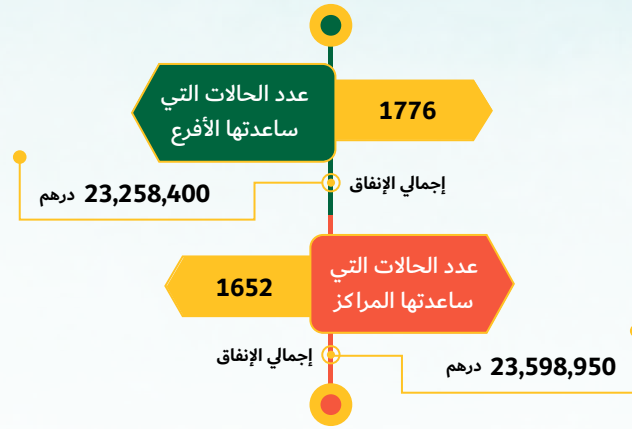 عدد الحالات التي
ساعدتها الأفرع
1776
إجمالي الإنفاق
23,258,400 درهم
عدد الحالات التي
ساعدتها المراكز
1652
إجمالي الإنفاق
23,598,950 درهم